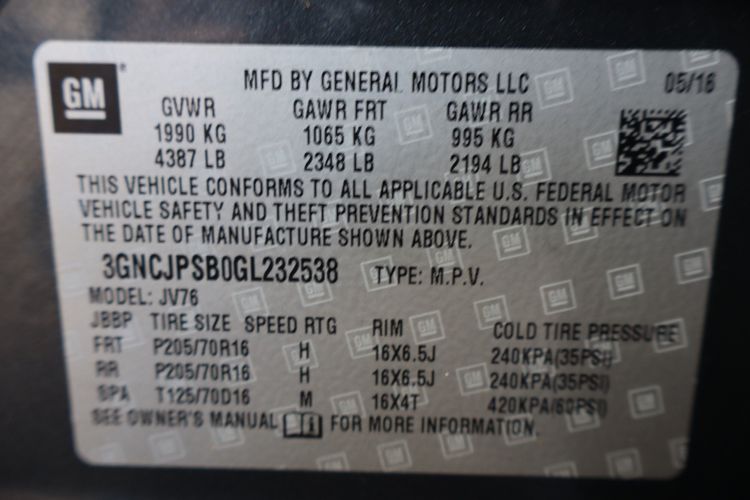 GM MFD BY GENERAL MOTORS LLC 05/16
GVWR GAWR FRT GAWR RR
1990 KG 1065 KG 995 KG
4387 LB 2348 LB 2194 LB
THIS VEHICLE CONFORMS TO ALL APPLICABLE U.S. FEDERAL MOTOR
VEHICLE SAFETY AND THEFT PREVENTION STANDARDS IN EFFECT ON
THE DATE OF MANUFACTURE SHOWN ABOVE.
3GNCJPSB0GL232538 TYPE: M.P.V.
MODEL: JV76
JBBP TIRE SIZE SPEED RTG RIM COLD TIRE PRESSURE
FRT P205/70R16 H 16X6.5J 240KPA(35PSI)
RR P205/70R16 H 16X6.5J 240KPA(35PSI)
SPA T125/70D16 M 16X4T 420KPA(60PSI)
SEE OWNER'S MANUAL FOR MORE INFORMATION.